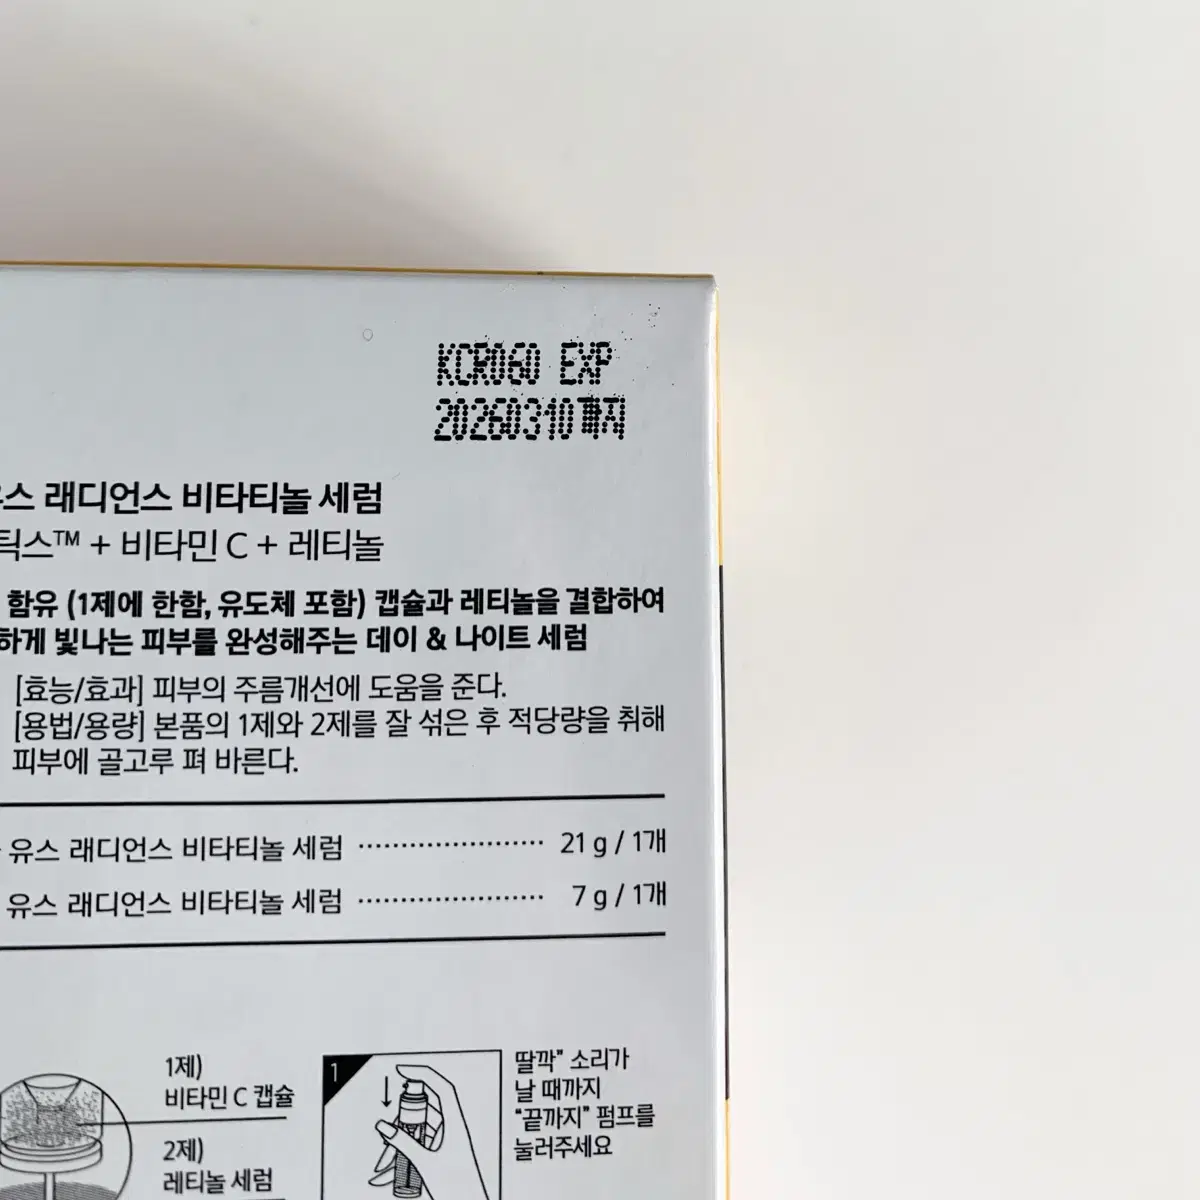 KCR060 EXP
20260310까지
유스 래디언스 비타티놀 세럼
틱스™ + 비타민 C + 레티놀
함유 (1제에 한함, 유도체 포함) 캡슐과 레티놀을 결합하여
하게 빛나는 피부를 완성해주는 데이 & 나이트 세럼
[효능/효과] 피부의 주름개선에 도움을 준다.
[용법/용량] 본품의 1제와 2제를 잘 섞은 후 적당량을 취해
피부에 골고루 펴 바른다.
유스 래디언스 비타티놀 세럼 21 g / 1개
유스 래디언스 비타티놀 세럼 7 g / 1개
1제)
비타민 C 캡슐
2제)
레티놀 세럼
1
딸깍” 소리가
날 때까지
“끝까지” 펌프를
눌러주세요